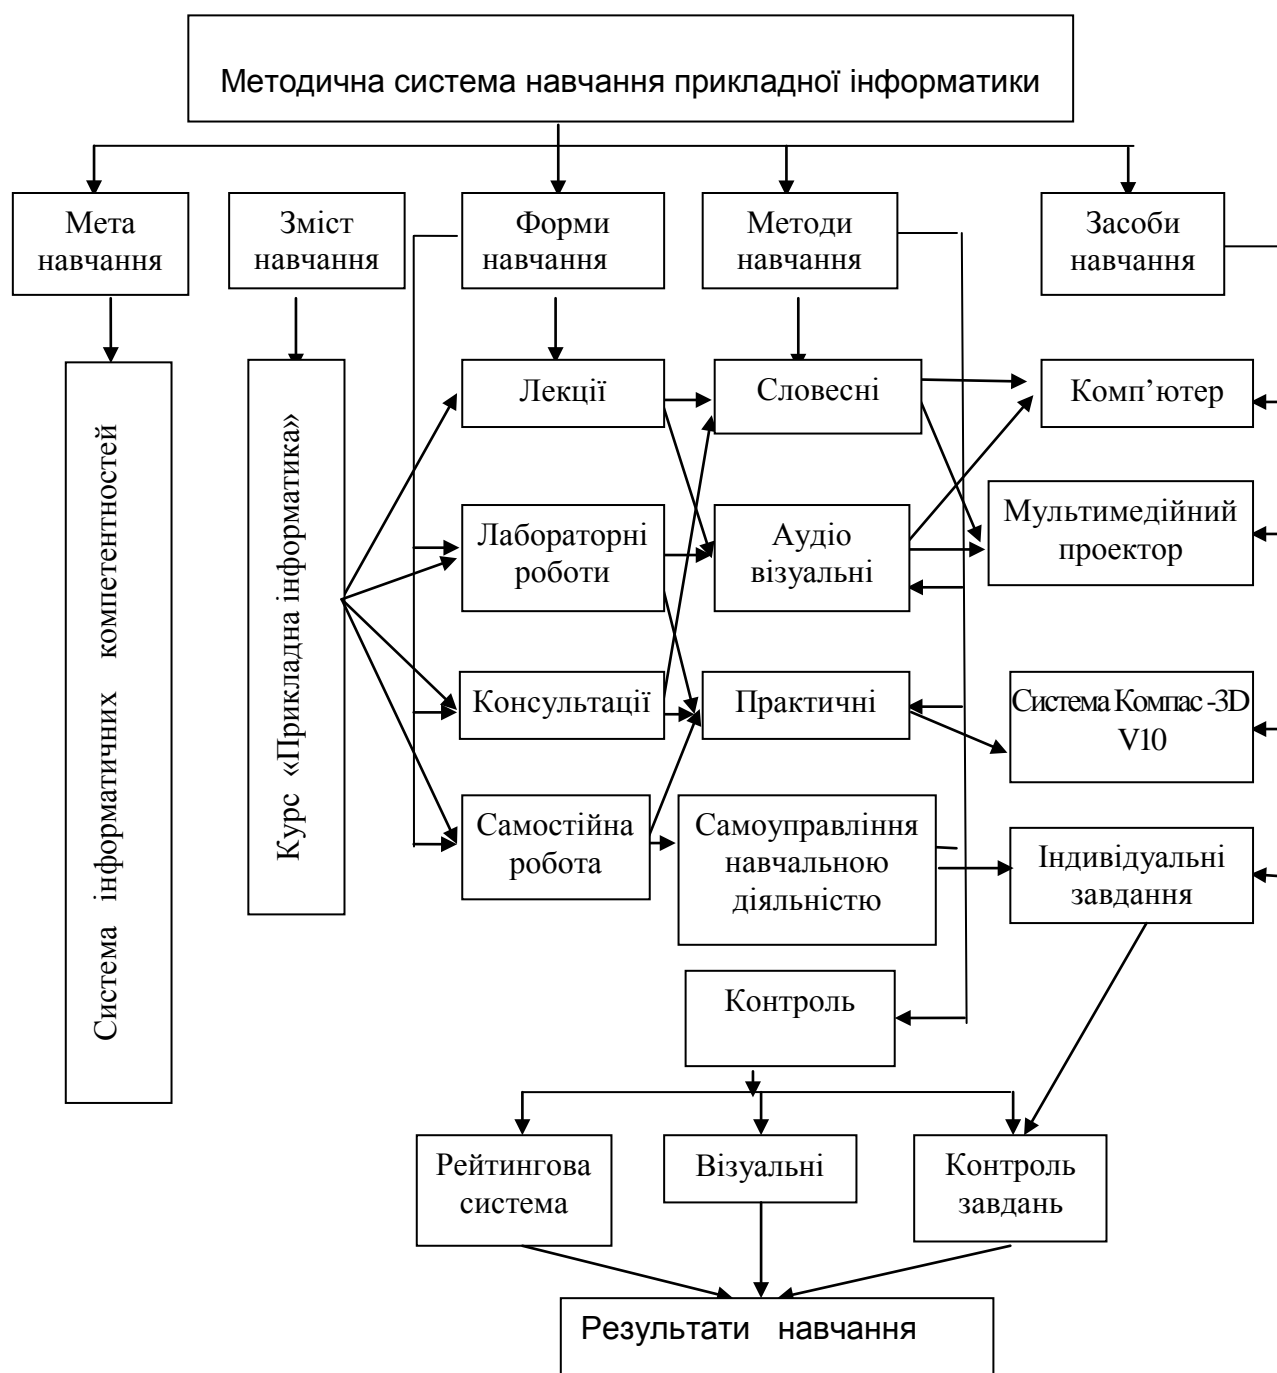 Методична система навчання прикладної інформатики
Мета
навчання
Зміст
навчання
Форми
навчання
Методи
навчання
Засоби
навчання
Система інформатичних компетентностей
Курс «Прикладна інформатика»
Лекції
Словесні
Комп’ютер
Лабораторні
роботи
Аудіо
візуальні
Мультимедійний
проектор
Консультації
Практичні
Система Компас -3D
V10
Самостійна
робота
Самоуправління
навчальною
діяльністю
Індивідуальні
завдання
Контроль
Рейтингова
система
Візуальні
Контроль
завдань
Результати навчання